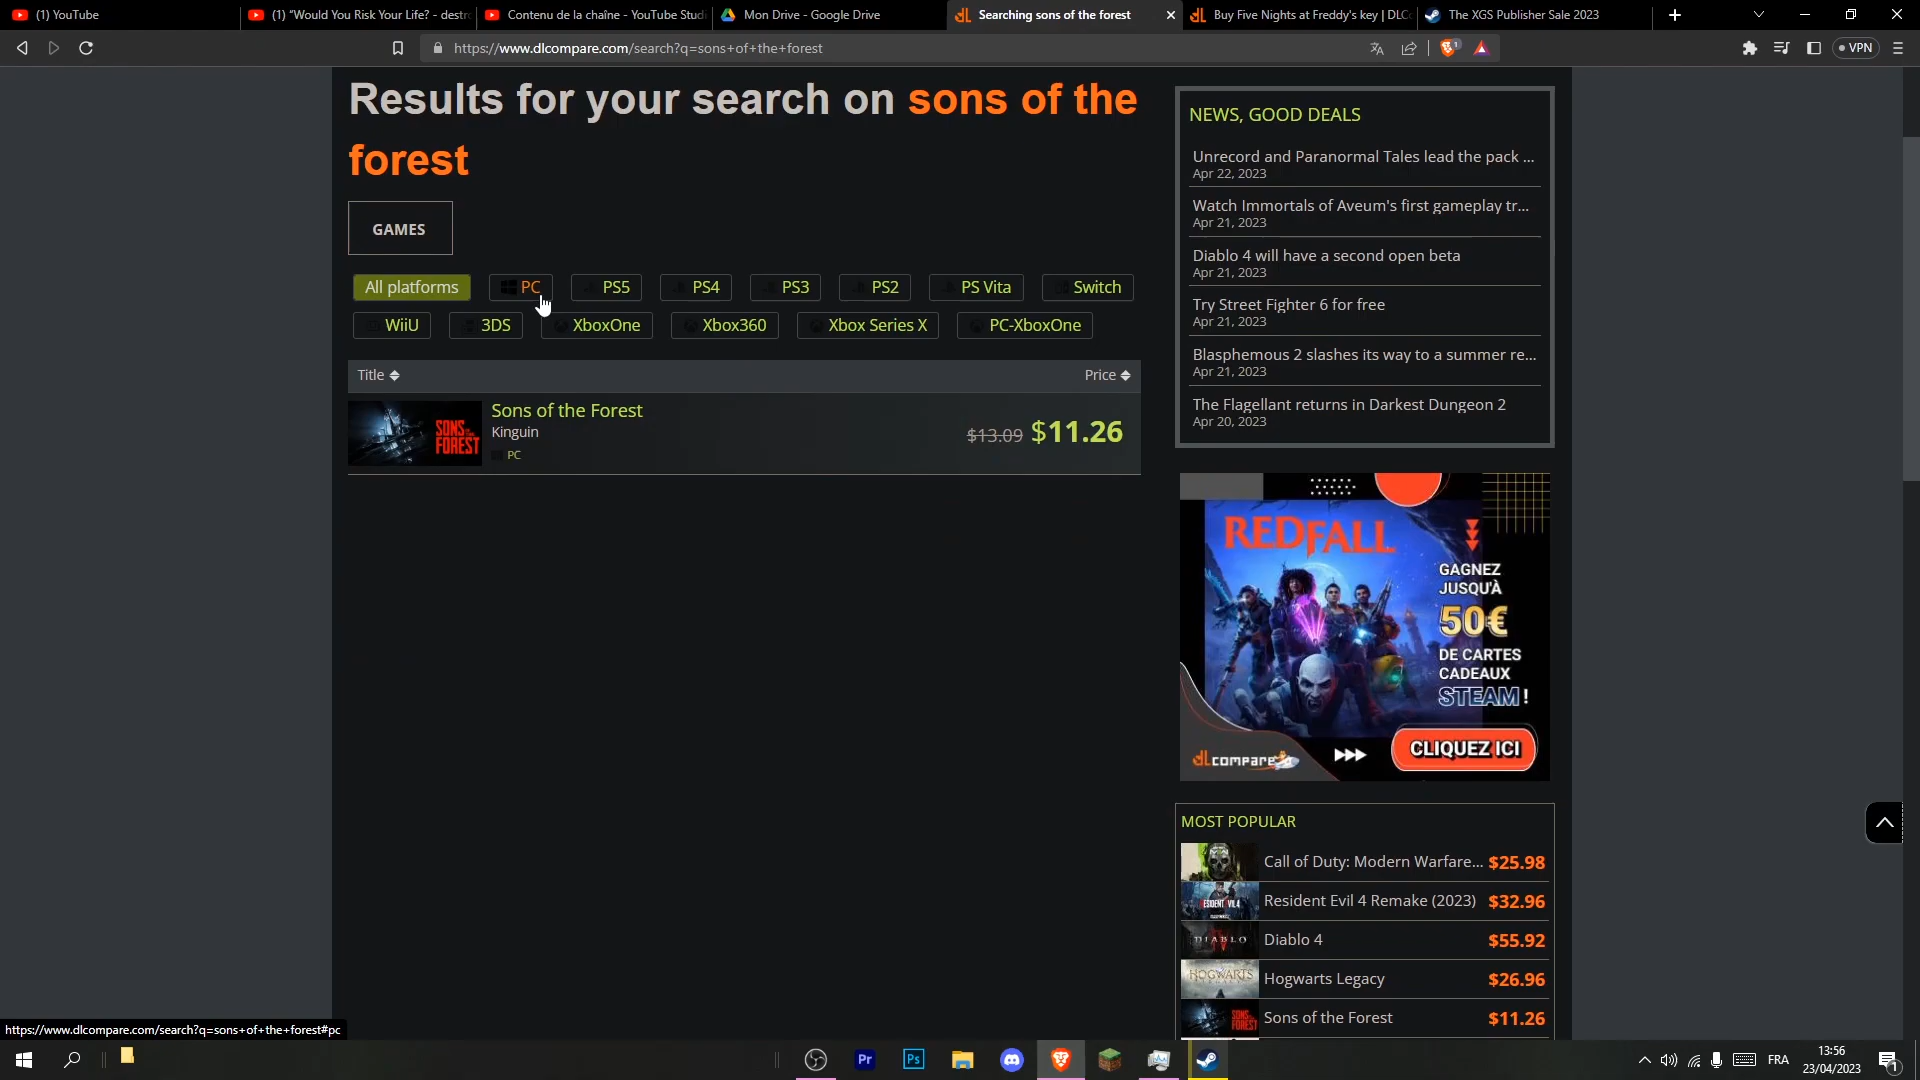 (1) YouTube
(1) "Would You Risk Your Life? - destro
Contenu de la chaîne - YouTube Studi
Mon Drive - Google Drive
Searching sons of the forest
Buy Five Nights at Freddy's key | DLCo
The XGS Publisher Sale 2023
https://www.dlcompare.com/search?q=sons+of+the+forest
VPN
Results for your search on sons of the
forest
GAMES
All platforms
PC
PS5
PS4
PS3
PS2
PS Vita
Switch
WiiU
3DS
XboxOne
Xbox360
Xbox Series X
PC-XboxOne
Title
Price
SONS
FOREST
Sons of the Forest
Kinguin
PC
$13.09 $11.26
NEWS, GOOD DEALS
Unrecord and Paranormal Tales lead the pack ...
Apr 22, 2023
Watch Immortals of Aveum's first gameplay tr...
Apr 21, 2023
Diablo 4 will have a second open beta
Apr 21, 2023
Try Street Fighter 6 for free
Apr 21, 2023
Blasphemous 2 slashes its way to a summer re...
Apr 21, 2023
The Flagellant returns in Darkest Dungeon 2
Apr 20, 2023
REDFALL
GAGNEZ
JUSQU'À
50€
DE CARTES
CADEAUX
STEAM !
dlcompare
CLIQUEZ ICI
MOST POPULAR
Call of Duty: Modern Warfare... $25.98
Resident Evil 4 Remake (2023) $32.96
DIABLO
Diablo 4 $55.92
HOGWARTS
Hogwarts Legacy $26.96
Sons of the Forest $11.26
https://www.dlcompare.com/search?q=sons+of+the+forest#pc
Pr
Ps
FRA
13:56
23/04/2023
1